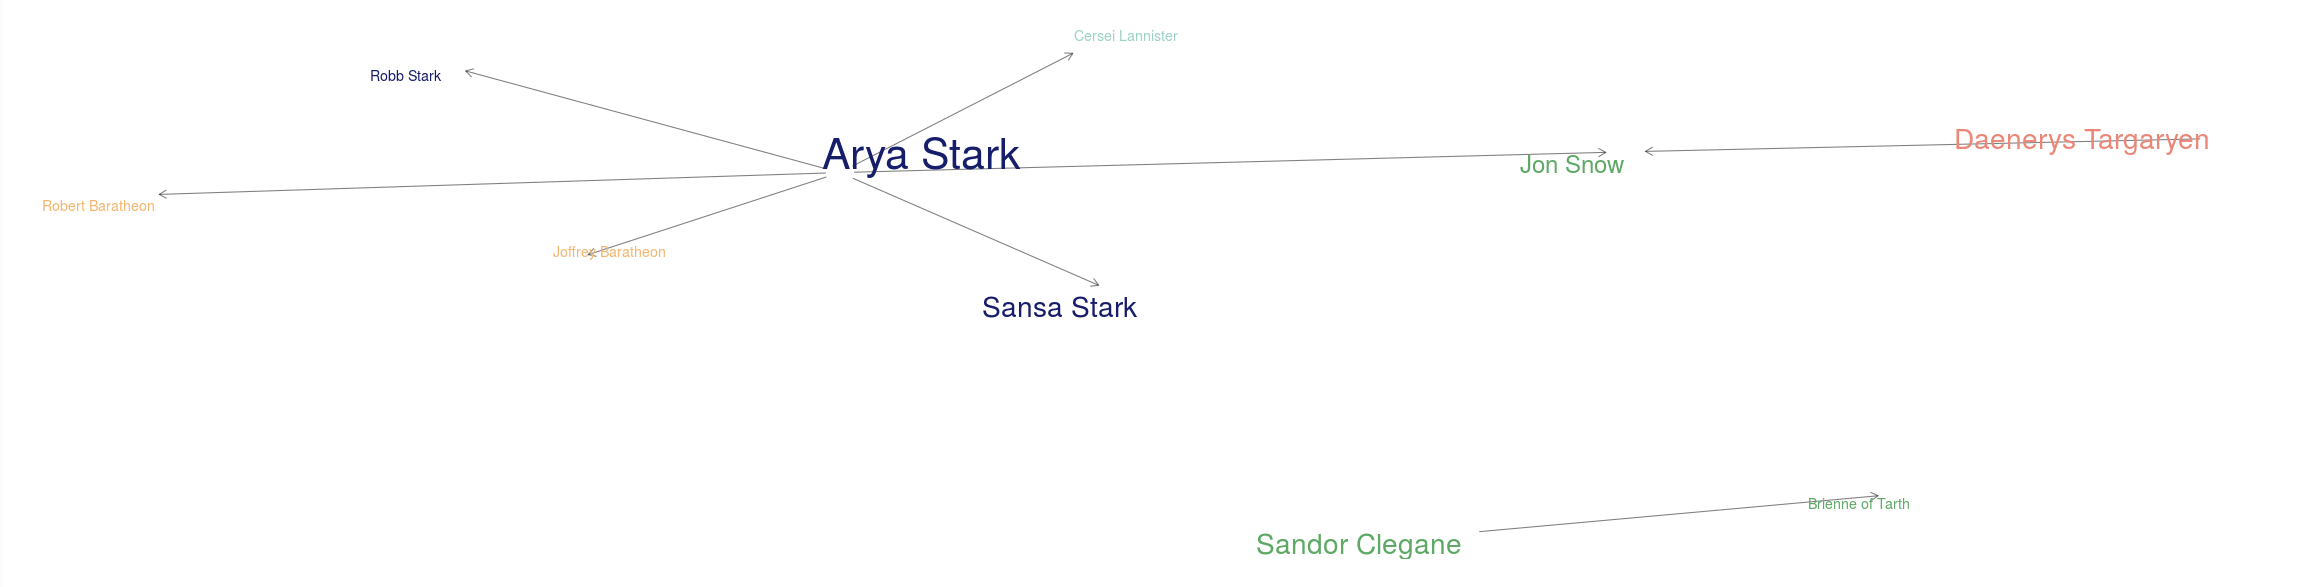 Cersei Lannister
Robb Stark
Arya Stark
Daenerys Targaryen
Jon Snow
Robert Baratheon
Joffrey Baratheon
Sansa Stark
Brienne of Tarth
Sandor Clegane